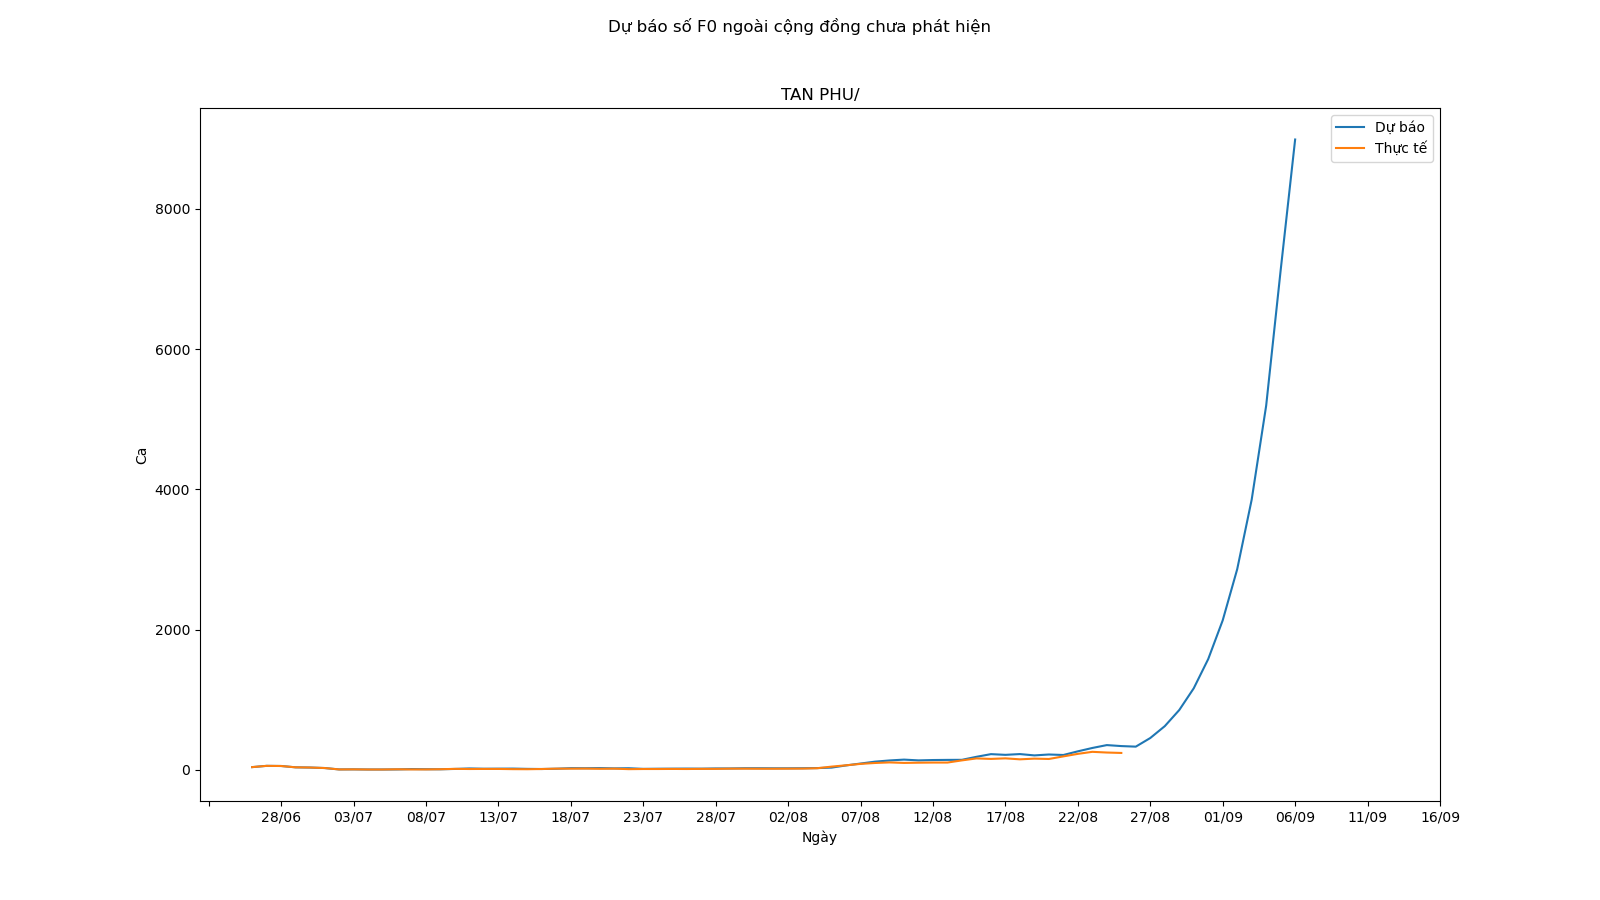 Dự báo số F0 ngoài cộng đồng chưa phát hiện
TAN PHU/
Dự báo
Thực tế
8000
6000
4000
2000
0
Ca
28/06 03/07 08/07 13/07 18/07 23/07 28/07 02/08 07/08 12/08 17/08 22/08 27/08 01/09 06/09 11/09 16/09
Ngày